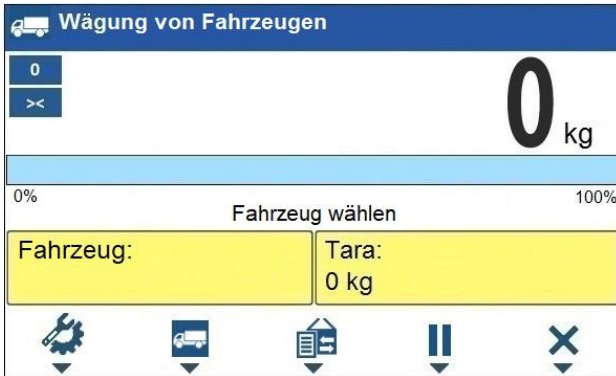 Wägung von Fahrzeugen
0
><
0 kg
0%
100%
Fahrzeug wählen
Fahrzeug:
Tara:
0 kg